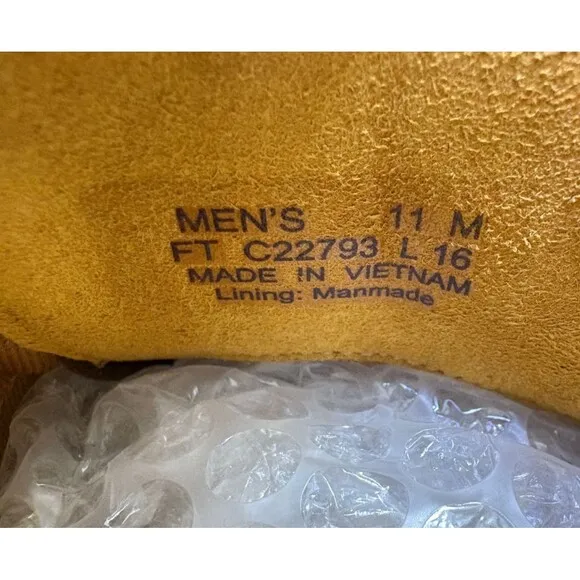 MEN'S 11 M
FT C22793 L 16
MADE IN VIETNAM
Lining: Manmade